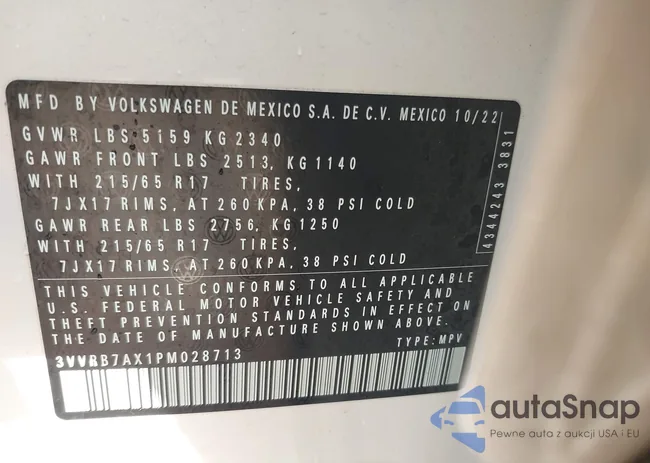 MFD BY VOLKSWAGEN DE MEXICO S.A. DE C.V. MEXICO 10/22
GVWR LBS 5159 KG 2340
GAWR FRONT LBS 2513, KG 1140
WITH 215/65 R17 TIRES,
7JX17 RIMS, AT 260 KPA, 38 PSI COLD
GAWR REAR LBS 2756, KG 1250
WITH 215/65 R17 TIRES,
7JX17 RIMS, AT 260 KPA, 38 PSI COLD
THIS VEHICLE CONFORMS TO ALL APPLICABLE
U.S. FEDERAL MOTOR VEHICLE SAFETY AND
THEFT PREVENTION STANDARDS IN EFFECT ON
THE DATE OF MANUFACTURE SHOWN ABOVE.
3VVRB7AX1PM028713 TYPE: MPV
4344243 3831
autaSnap
Pewne auta z aukcji USA i EU